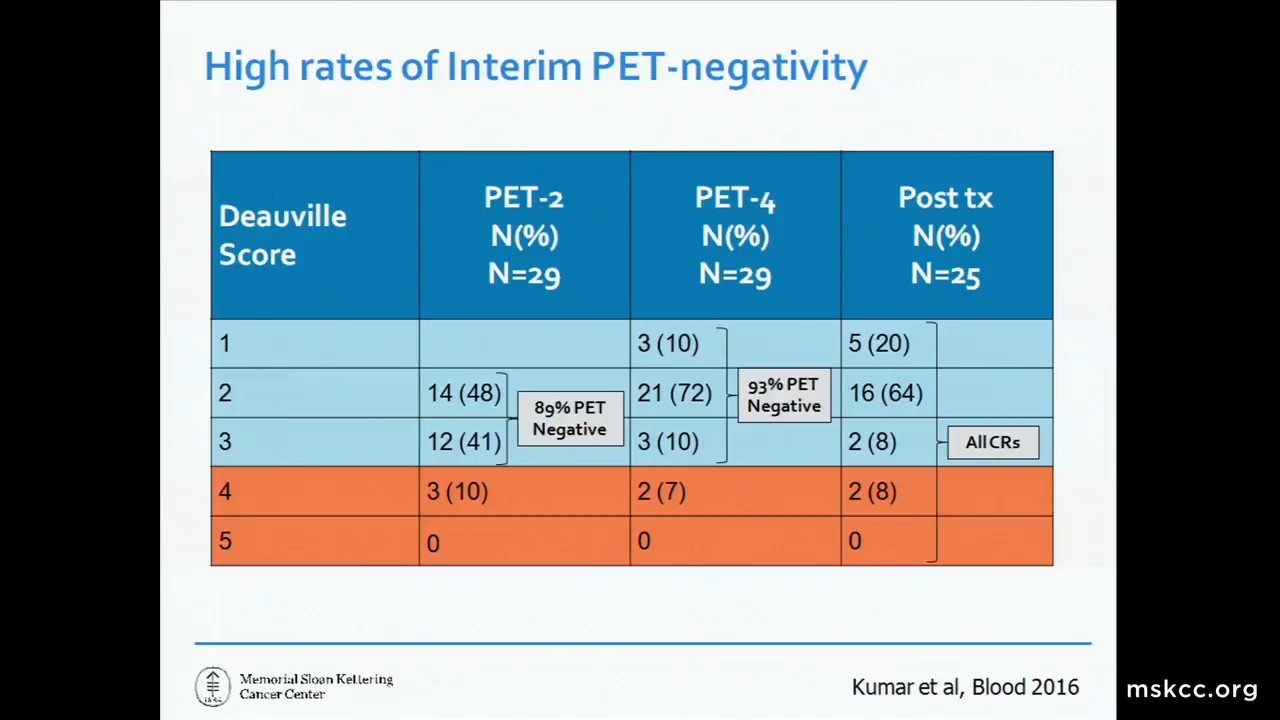 High rates of Interim PET-negativity
Deauville
Score
PET-2
N(%)
N=29
PET-4
N(%)
N=29
Post tx
N(%)
N=25
1
3 (10)
5 (20)
2
14 (48)
21 (72)
16 (64)
89% PET
Negative
93% PET
Negative
3
12 (41)
3 (10)
2 (8)
All CRs
4
3 (10)
2 (7)
2 (8)
5
0
0
0
Memorial Sloan Kettering
Cancer Center
Kumar et al, Blood 2016
mskcc.org